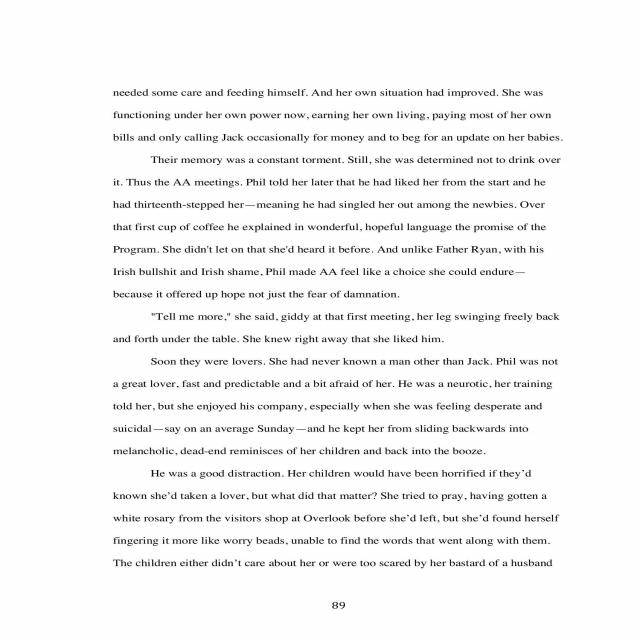 needed some care and feeding himself. And her own situation had improved. She was
functioning under her own power now, earning her own living, paying most of her own
bills and only calling Jack occasionally for money and to beg for an update on her babies.
Their memory was a constant torment. Still, she was determined not to drink over
it. Thus the AA meetings. Phil told her later that he had liked her from the start and he
had thirteenth-stepped her—meaning he had singled her out among the newbies. Over
that first cup of coffee he explained in wonderful, hopeful language the promise of the
Program. She didn't let on that she'd heard it before. And unlike Father Ryan, with his
Irish bullshit and Irish shame, Phil made AA feel like a choice she could endure—
because it offered up hope not just the fear of damnation.
"Tell me more," she said, giddy at that first meeting, her leg swinging freely back
and forth under the table. She knew right away that she liked him.
Soon they were lovers. She had never known a man other than Jack. Phil was not
a great lover, fast and predictable and a bit afraid of her. He was a neurotic, her training
told her, but she enjoyed his company, especially when she was feeling desperate and
suicidal—say on an average Sunday—and he kept her from sliding backwards into
melancholic, dead-end reminisces of her children and back into the booze.
He was a good distraction. Her children would have been horrified if they’d
known she’d taken a lover, but what did that matter? She tried to pray, having gotten a
white rosary from the visitors shop at Overlook before she’d left, but she’d found herself
fingering it more like worry beads, unable to find the words that went along with them.
The children either didn’t care about her or were too scared by her bastard of a husband
89